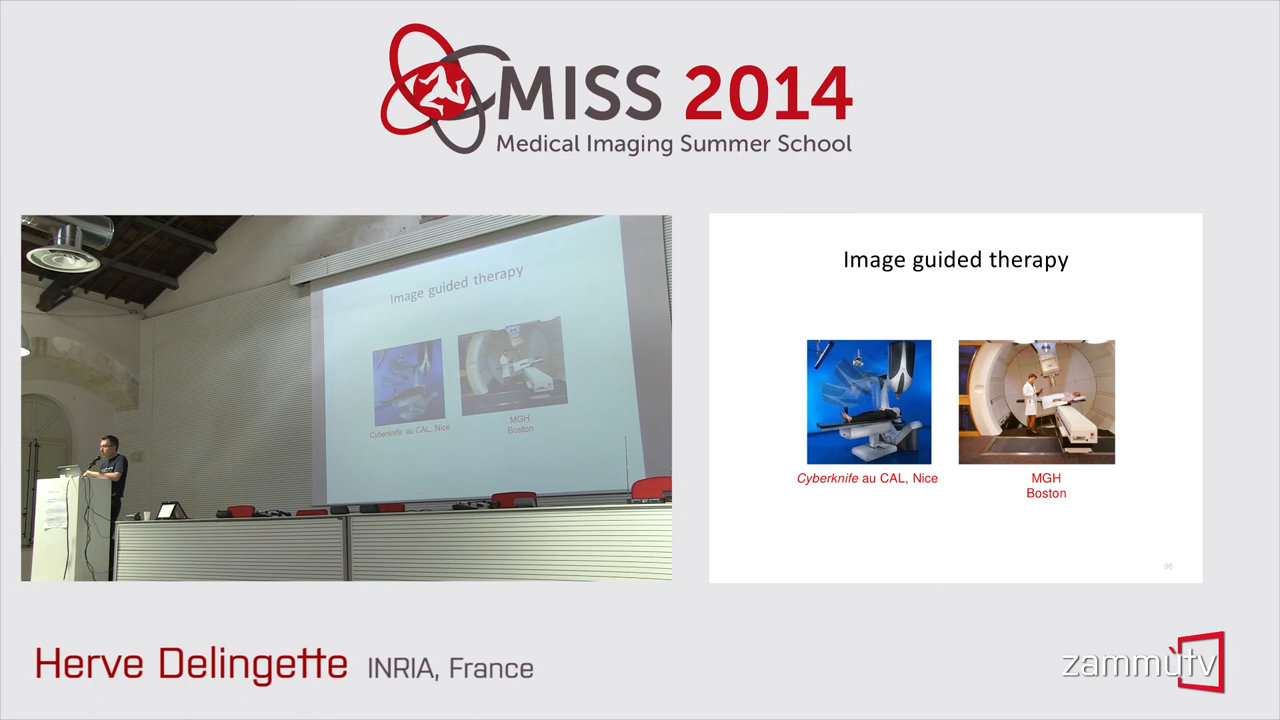 MISS 2014
Medical Imaging Summer School
Image guided therapy
Cyberknife au CAL, Nice
MGH
Boston
Image guided therapy
Cyberknife au CAL, Nice
MGH
Boston
96
Herve Delingette INRIA, France
zammùtv